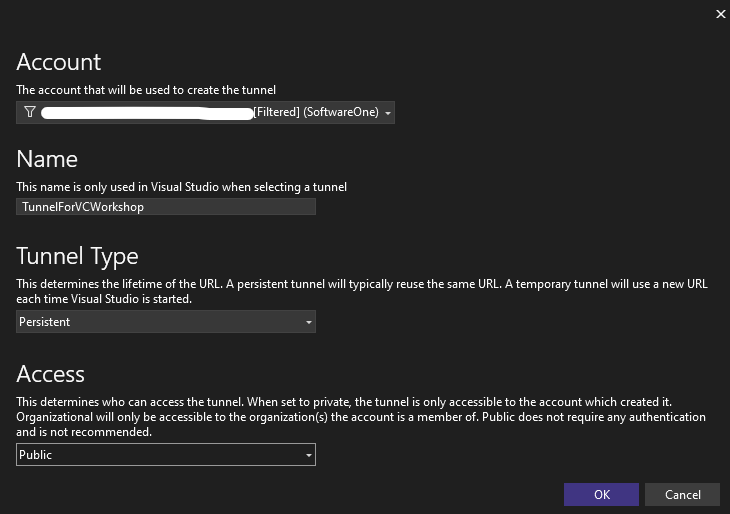 Account
The account that will be used to create the tunnel
[Filtered] (SoftwareOne)
Name
This name is only used in Visual Studio when selecting a tunnel
TunnelForVCWorkshop
Tunnel Type
This determines the lifetime of the URL. A persistent tunnel will typically reuse the same URL. A temporary tunnel will use a new URL
each time Visual Studio is started.
Persistent
Access
This determines who can access the tunnel. When set to private, the tunnel is only accessible to the account which created it.
Organizational will only be accessible to the organization(s) the account is a member of. Public does not require any authentication
and is not recommended.
Public
OK
Cancel